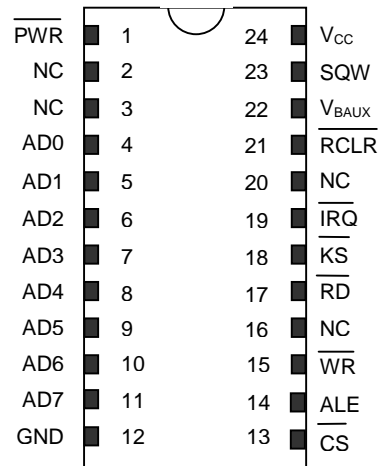 PWR 1 24 VCC
NC 2 23 SQW
NC 3 22 VBAUX
AD0 4 21 RCLR
AD1 5 20 NC
AD2 6 19 IRQ
AD3 7 18 KS
AD4 8 17 RD
AD5 9 16 NC
AD6 10 15 WR
AD7 11 14 ALE
GND 12 13 CS